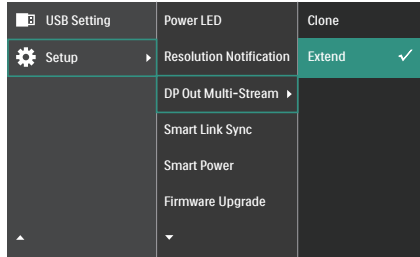 USB Setting
Setup
Power LED
Resolution Notification
DP Out Multi-Stream
Smart Link Sync
Smart Power
Firmware Upgrade
Clone
Extend